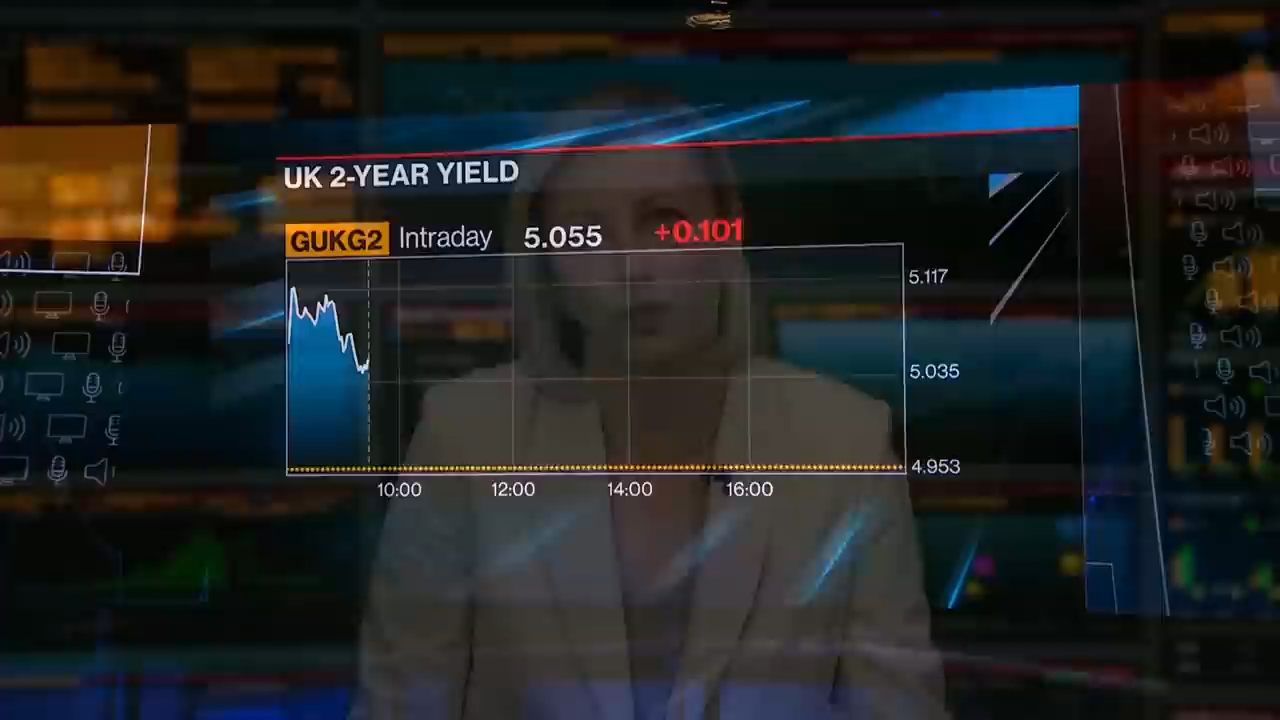 UK 2-YEAR YIELD
GUKG2 Intraday 5.055 +0.101
5.117
5.035
4.953
10:00 12:00 14:00 16:00